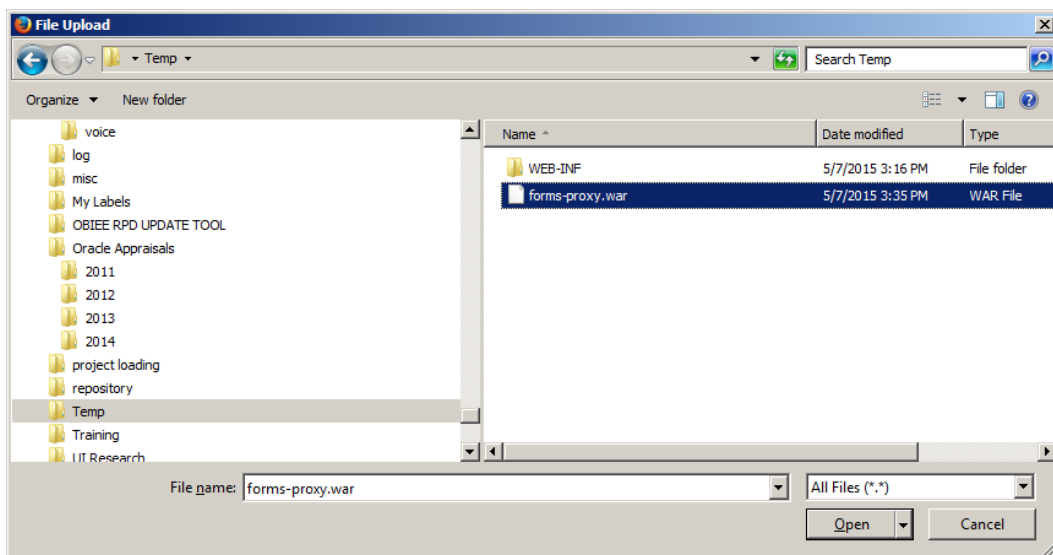 File Upload
Temp
Search Temp
Organize
New folder
voice
log
misc
My Labels
OBIEE RPD UPDATE TOOL
Oracle Appraisals
2011
2012
2013
2014
project loading
repository
Temp
Training
UI Research
Name
Date modified
Type
WEB-INF
5/7/2015 3:16 PM
File folder
forms-proxy.war
5/7/2015 3:35 PM
WAR File
File name:
forms-proxy.war
All Files (*.*)
Open
Cancel